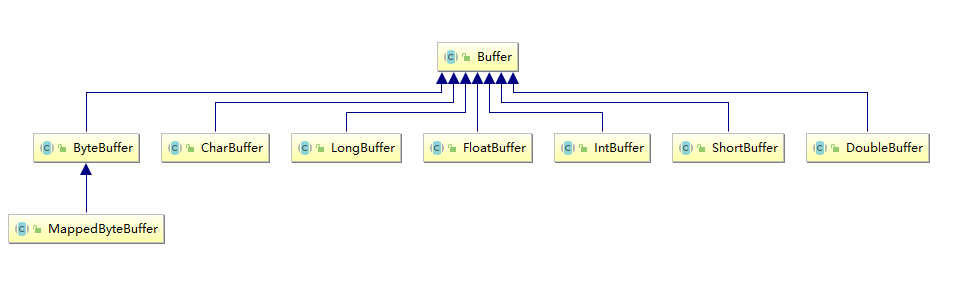 Buffer
ByteBuffer
CharBuffer
LongBuffer
FloatBuffer
IntBuffer
ShortBuffer
DoubleBuffer
MappedByteBuffer